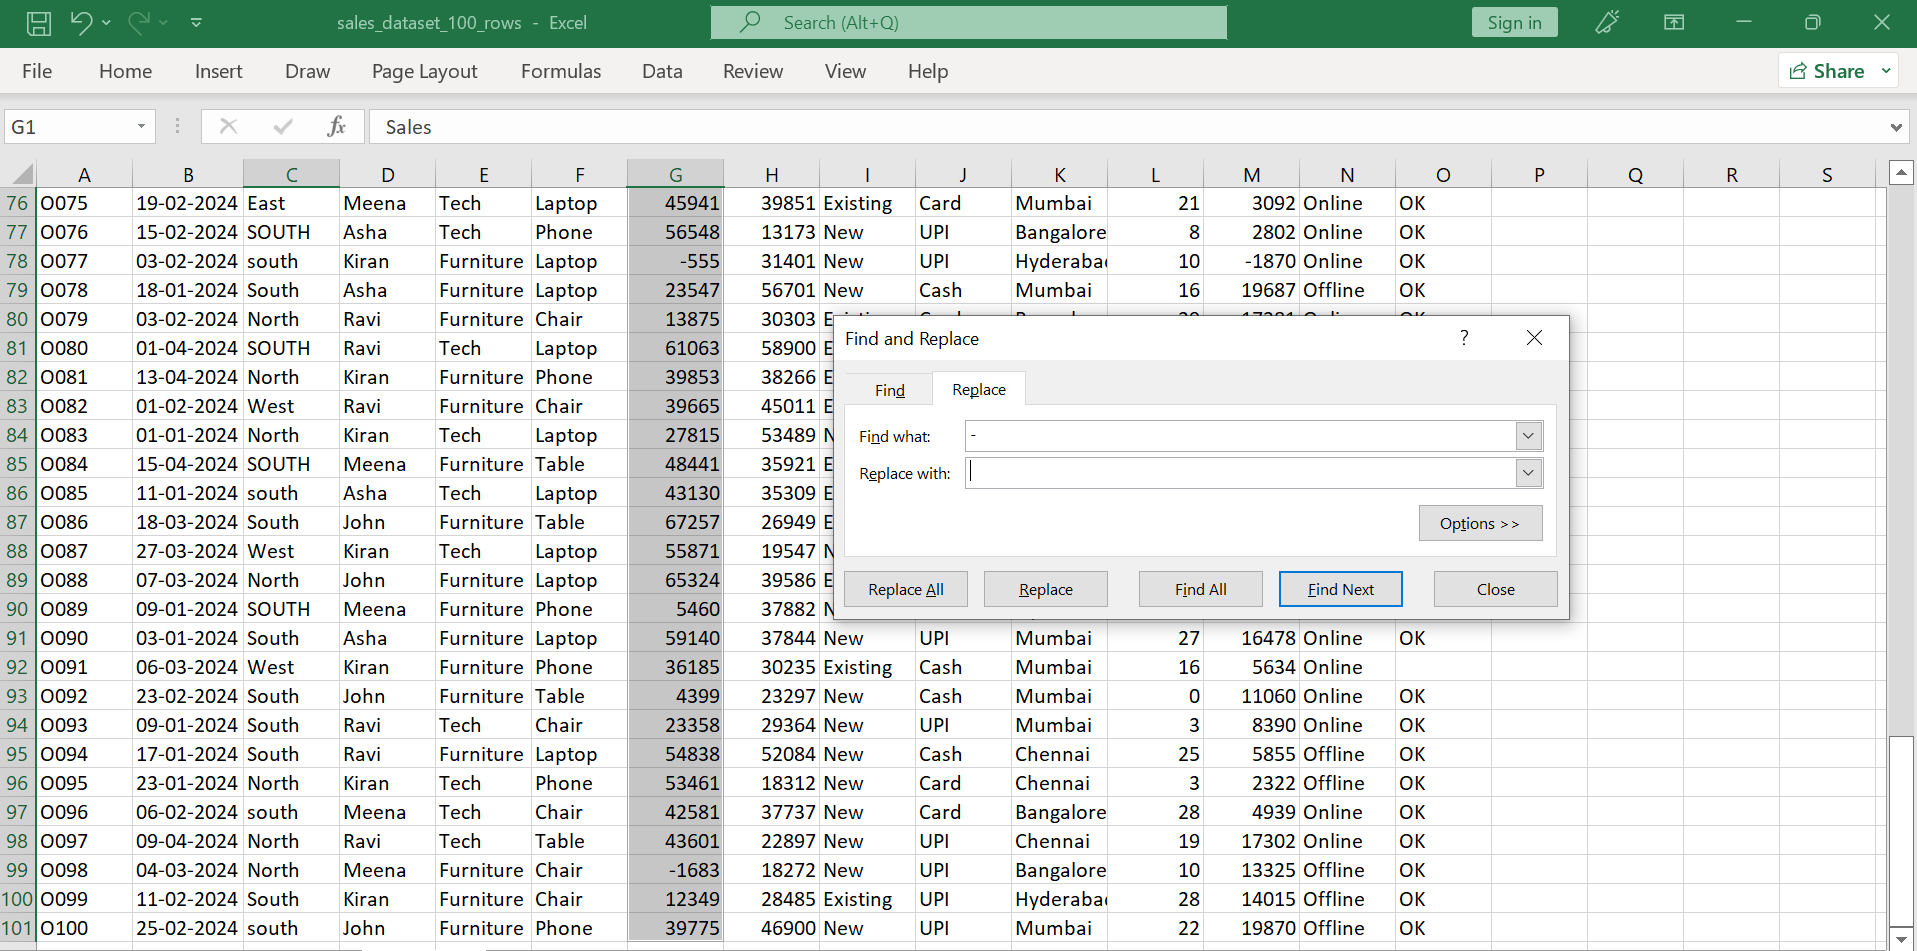 sales_dataset_100_rows - Excel
Search (Alt+Q)
Sign in
File Home Insert Draw Page Layout Formulas Data Review View Help
Share
G1
fx
Sales
A B C D E F G H I J K L M N O P Q R S
76 O075 19-02-2024 East Meena Tech Laptop 45941 39851 Existing Card Mumbai 21 3092 Online OK
77 O076 15-02-2024 SOUTH Asha Tech Phone 56548 13173 New UPI Bangalore 8 2802 Online OK
78 O077 03-02-2024 south Kiran Furniture Laptop -555 31401 New UPI Hyderaba 10 -1870 Online OK
79 O078 18-01-2024 South Asha Furniture Laptop 23547 56701 New Cash Mumbai 16 19687 Offline OK
80 O079 03-02-2024 North Ravi Furniture Chair 13875 30303
81 O080 01-04-2024 SOUTH Ravi Tech Laptop 61063 58900 E
82 O081 13-04-2024 North Kiran Furniture Phone 39853 38266 E
83 O082 01-02-2024 West Ravi Furniture Chair 39665 45011 E
84 O083 01-01-2024 North Kiran Tech Laptop 27815 53489 N
85 O084 15-04-2024 SOUTH Meena Furniture Table 48441 35921 E
86 O085 11-01-2024 south Asha Tech Laptop 43130 35309 E
87 O086 18-03-2024 South John Furniture Table 67257 26949 E
88 O087 27-03-2024 West Kiran Tech Laptop 55871 19547 N
89 O088 07-03-2024 North John Furniture Laptop 65324 39586 E
90 O089 09-01-2024 SOUTH Meena Furniture Phone 5460 37882 N
91 O090 03-01-2024 South Asha Furniture Laptop 59140 37844 New UPI Mumbai 27 16478 Online OK
92 O091 06-03-2024 West Kiran Furniture Phone 36185 30235 Existing Cash Mumbai 16 5634 Online
93 O092 23-02-2024 South John Furniture Table 4399 23297 New Cash Mumbai 0 11060 Online OK
94 O093 09-01-2024 South Ravi Tech Chair 23358 29364 New UPI Mumbai 3 8390 Online OK
95 O094 17-01-2024 South Ravi Furniture Laptop 54838 52084 New Cash Chennai 25 5855 Offline OK
96 O095 23-01-2024 North Kiran Tech Phone 53461 18312 New Card Chennai 3 2322 Offline OK
97 O096 06-02-2024 south Meena Tech Chair 42581 37737 New Card Bangalore 28 4939 Online OK
98 O097 09-04-2024 North Ravi Tech Table 43601 22897 New UPI Chennai 19 17302 Online OK
99 O098 04-03-2024 North Meena Furniture Chair -1683 18272 New UPI Bangalore 10 13325 Offline OK
100 O099 11-02-2024 South Kiran Furniture Chair 12349 28485 Existing UPI Hyderaba 28 14015 Offline OK
101 O100 25-02-2024 south John Furniture Phone 39775 46900 New UPI Mumbai 22 19870 Offline OK
Find and Replace ?
Find Replace
Find what: -
Replace with:
Options >>
Replace All Replace Find All Find Next Close